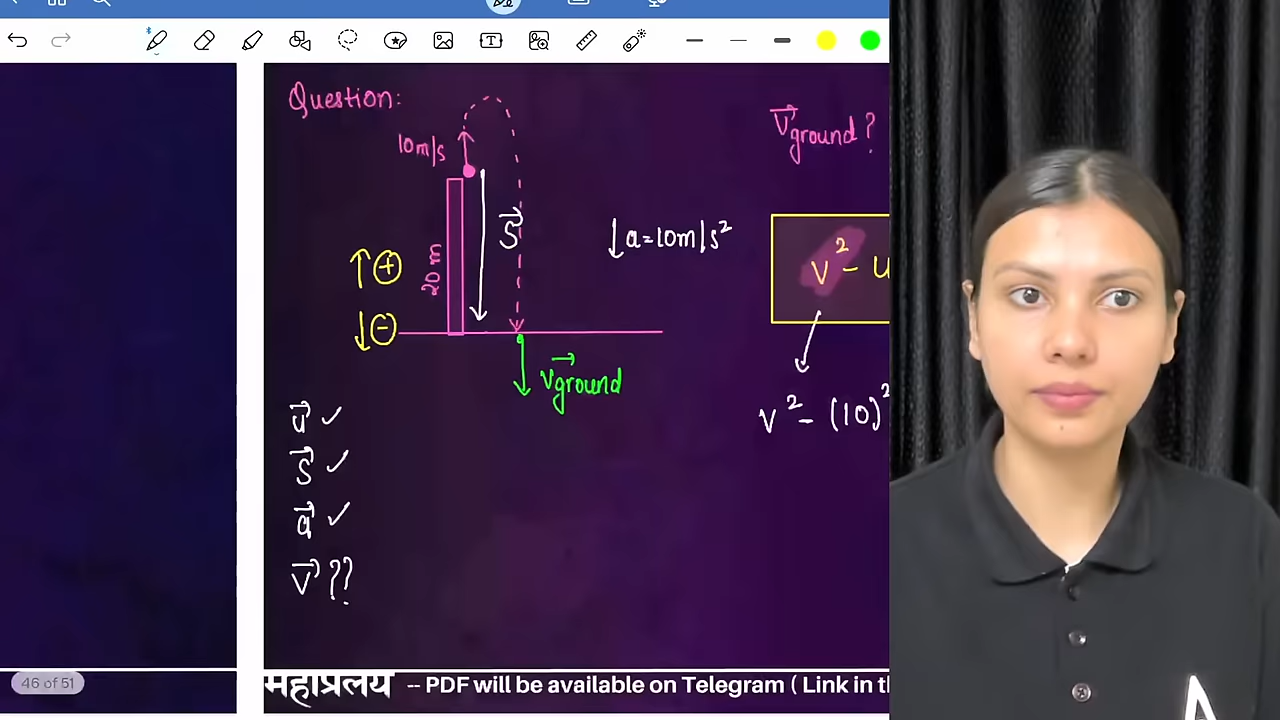 Question:
10m/s
20 m
S
↑ +
↓ -
↓a=10m/s²
V ground
u ✓
S ✓
a ✓
V ??
V ground?
v² - u
v² - (10)²
46 of 51
महाप्रलय -- PDF will be available on Telegram ( Link in th